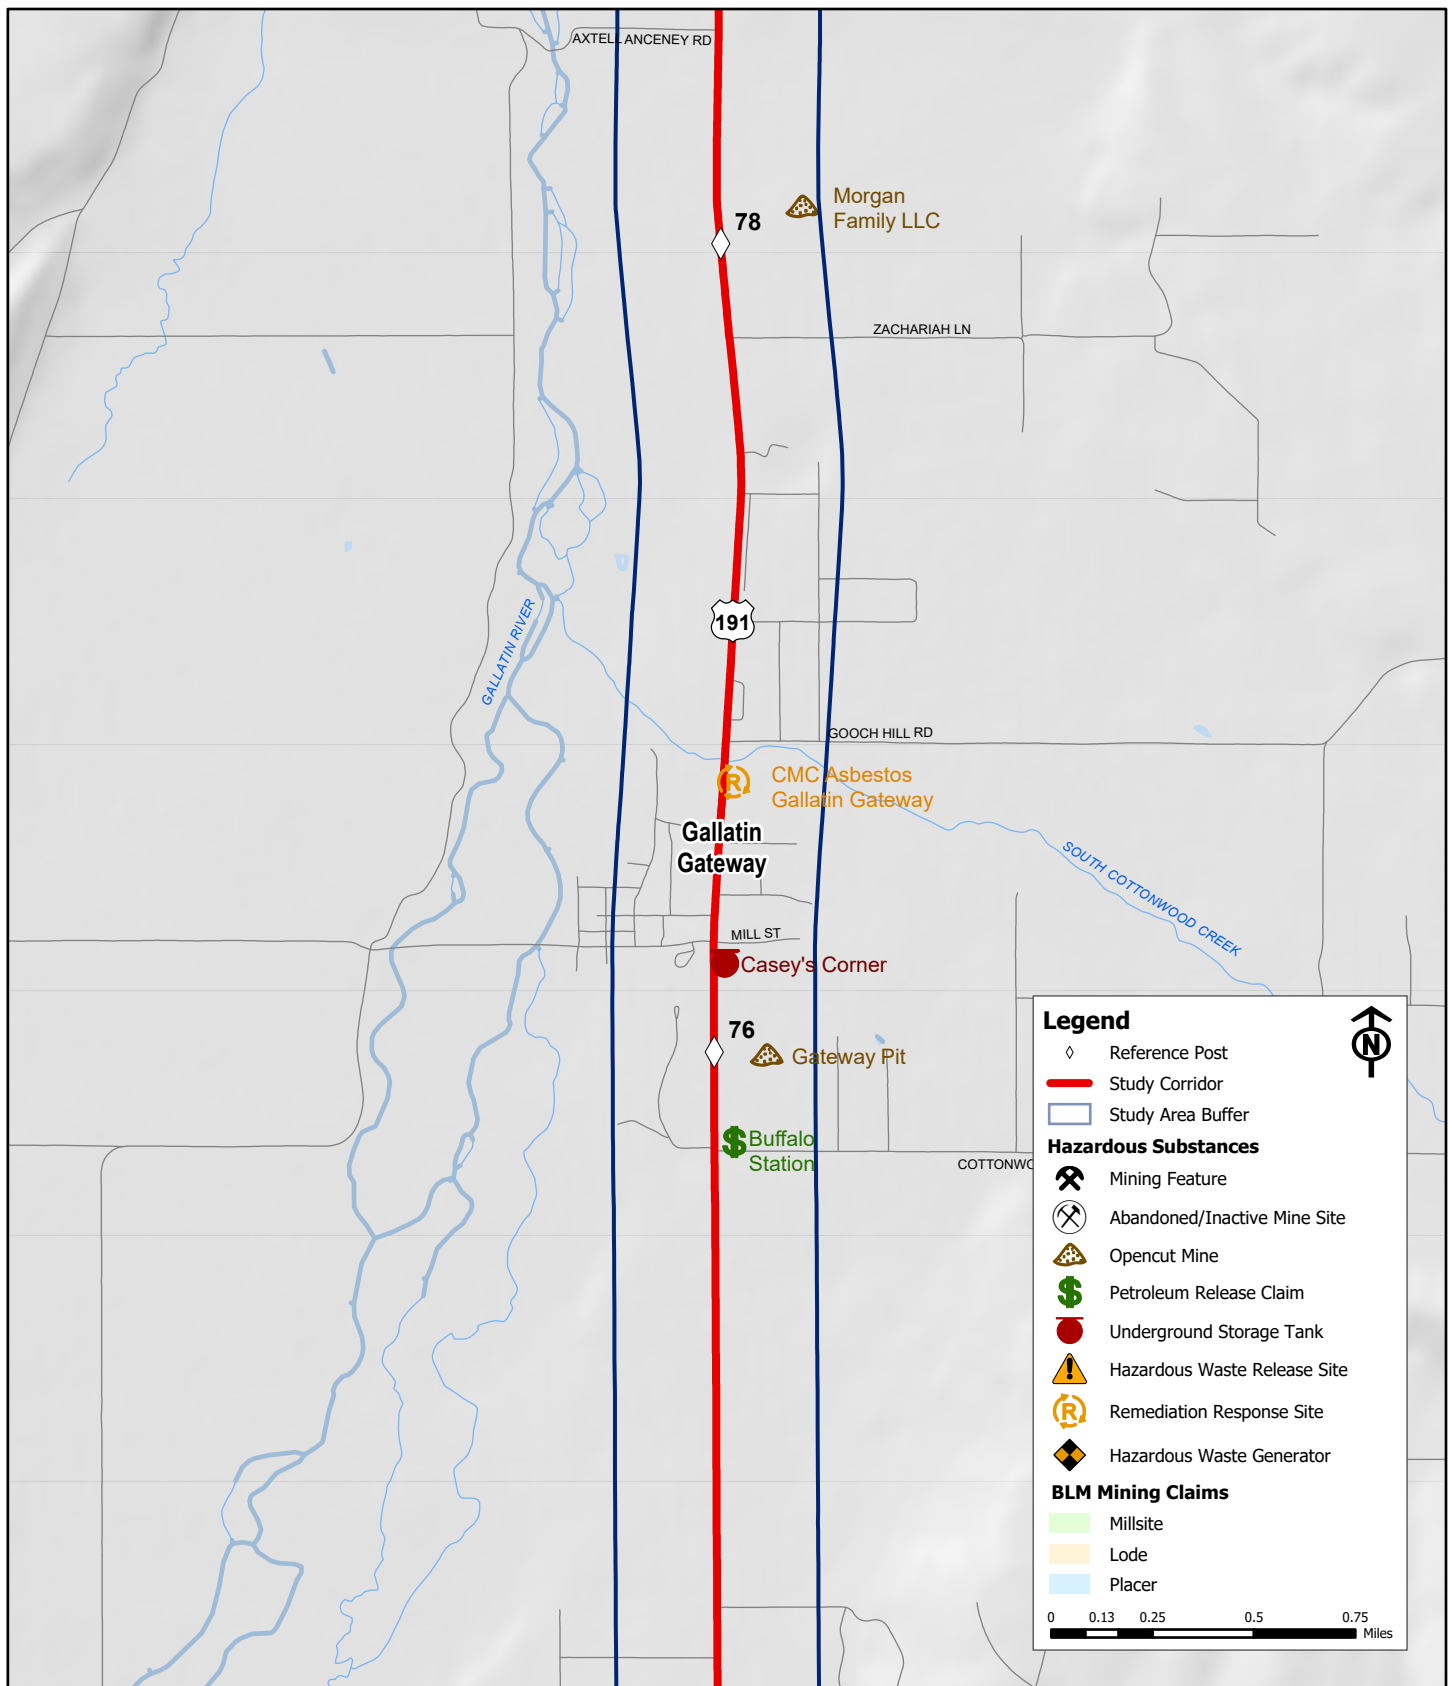 AXTELL ANCENEY RD
Morgan
Family LLC
78
ZACHARIAH LN
191
GALLATIN RIVER
GOOCH HILL RD
CMC Asbestos
Gallatin Gateway
R
Gallatin
Gateway
SOUTH COTTONWOOD CREEK
MILL ST
Casey's Corner
76
Gateway Pit
$
Buffalo
Station
COTTONWO
Legend
N
Reference Post
Study Corridor
Study Area Buffer
Hazardous Substances
Mining Feature
Abandoned/Inactive Mine Site
Opencut Mine
$ Petroleum Release Claim
Underground Storage Tank
! Hazardous Waste Release Site
R Remediation Response Site
Hazardous Waste Generator
BLM Mining Claims
Millsite
Lode
Placer
0 0.13 0.25 0.5 0.75
Miles